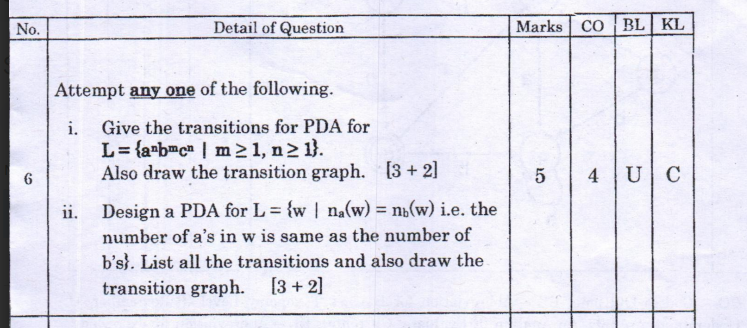 No. Detail of Question Marks CO BL KL
Attempt any one of the following.
i. Give the transitions for PDA for
L = {aⁿbᵐcⁿ | m ≥ 1, n ≥ 1}.
Also draw the transition graph. [3 + 2]
6 5 4 U C
ii. Design a PDA for L = {w | nₐ(w) = n_b(w) i.e. the
number of a's in w is same as the number of
b's}. List all the transitions and also draw the
transition graph. [3 + 2]